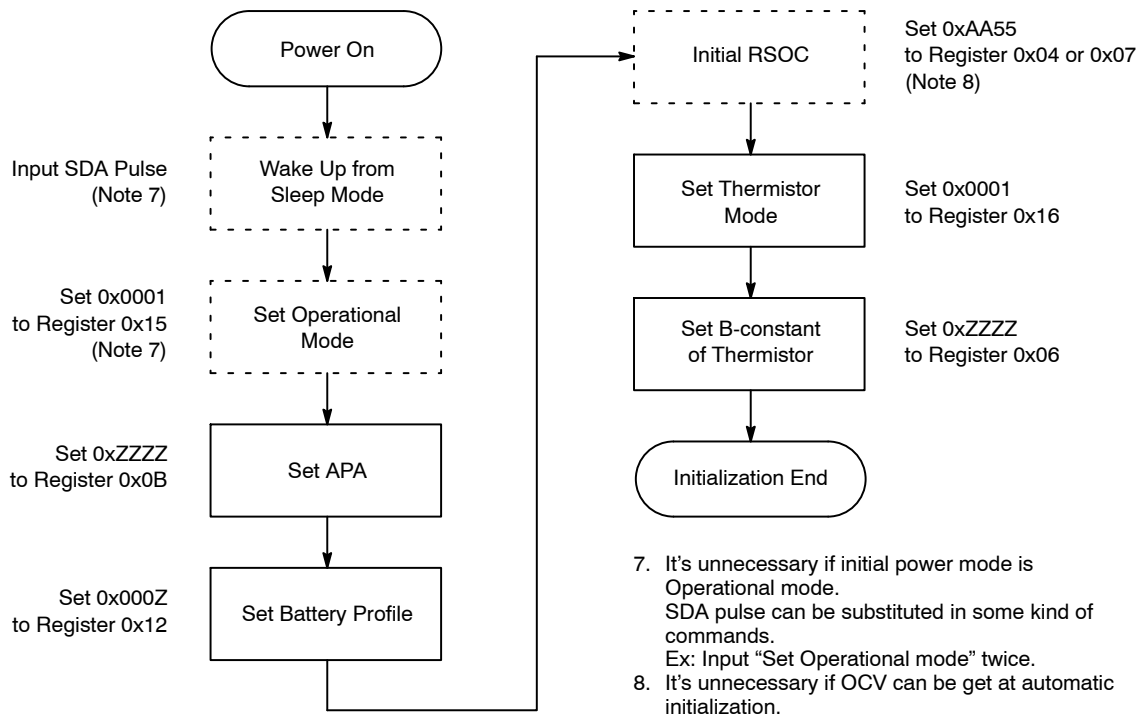 Power On
Input SDA Pulse
(Note 7)
Wake Up from
Sleep Mode
Set 0x0001
to Register 0x15
(Note 7)
Set Operational
Mode
Set 0xZZZZ
to Register 0x0B
Set APA
Set 0x000Z
to Register 0x12
Set Battery Profile
Initial RSOC
Set 0xAA55
to Register 0x04 or 0x07
(Note 8)
Set Thermistor
Mode
Set 0x0001
to Register 0x16
Set B-constant
of Thermistor
Set 0xZZZZ
to Register 0x06
Initialization End
7. It's unnecessary if initial power mode is
Operational mode.
SDA pulse can be substituted in some kind of
commands.
Ex: Input “Set Operational mode” twice.
8. It's unnecessary if OCV can be get at automatic
initialization.